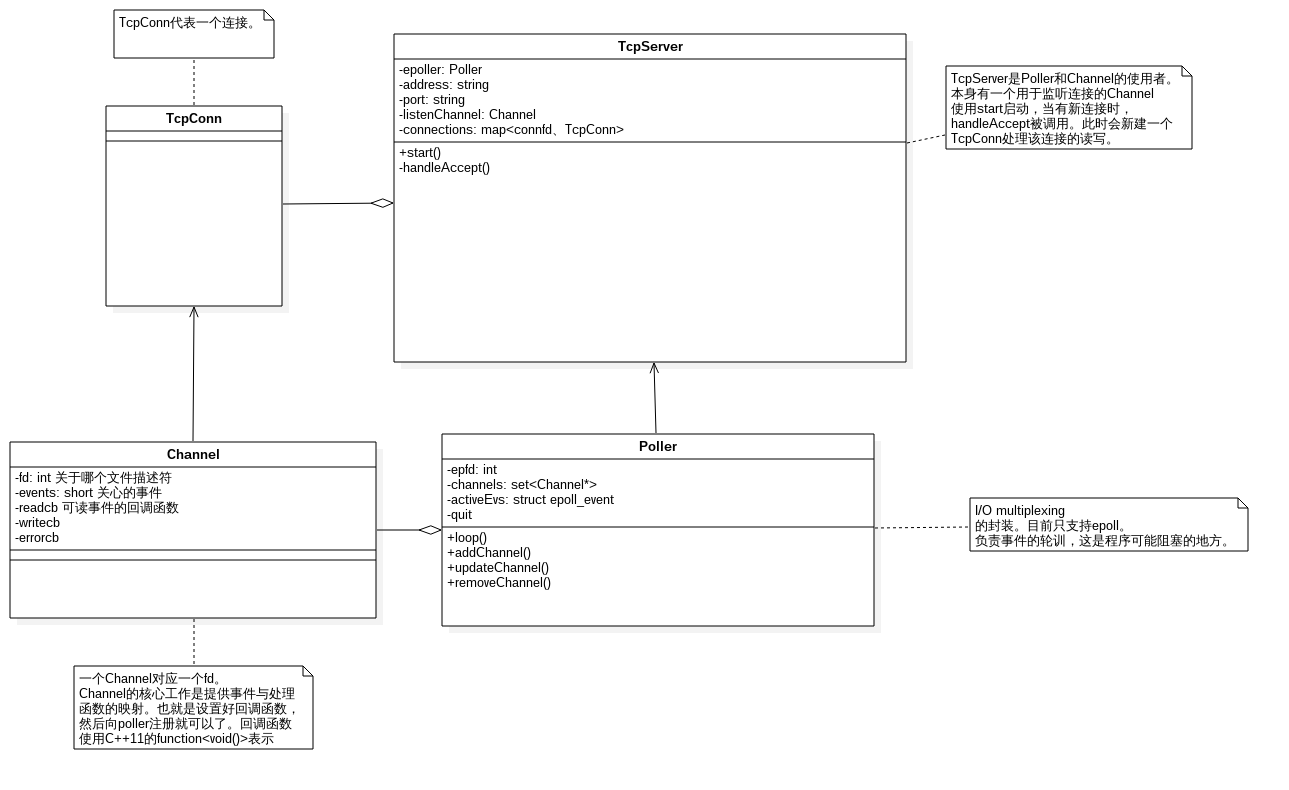 TcpConn代表一个连接。
TcpConn
TcpServer
-epoller: Poller
-address: string
-port: string
-listenChannel: Channel
-connections: map<connfd、TcpConn>
+start()
-handleAccept()
TcpServer是Poller和Channel的使用者。
本身有一个用于监听连接的Channel
使用start启动，当有新连接时，
handleAccept被调用。此时会新建一个
TcpConn处理该连接的读写。
Channel
-fd: int 关于哪个文件描述符
-events: short 关心的事件
-readcb 可读事件的回调函数
-writecb
-errorcb
Poller
-epfd: int
-channels: set<Channel*>
-activeEvs: struct epoll_event
-quit
+loop()
+addChannel()
+updateChannel()
+removeChannel()
I/O multiplexing
的封装。目前只支持epoll。
负责事件的轮训，这是程序可能阻塞的地方。
一个Channel对应一个fd。
Channel的核心工作是提供事件与处理
函数的映射。也就是设置好回调函数，
然后向poller注册就可以了。回调函数
使用C++11的function<void()>表示